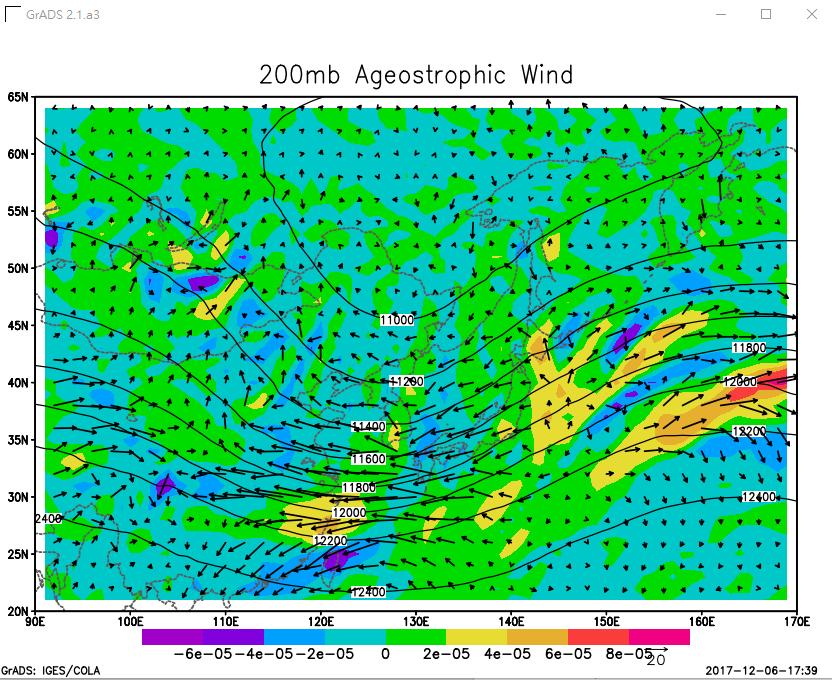 GrADS 2.1.a3
200mb Ageostrophic Wind
65N
60N
55N
50N
45N
40N
35N
30N
25N
20N
11000
11200
11400
11600
11800
12000
12200
12400
11800
12000
12200
12400
2400
90E 100E 110E 120E 130E 140E 150E 160E 170E
-6e-05 -4e-05 -2e-05 0 2e-05 4e-05 6e-05 8e-05
20
GrADS: IGES/COLA
2017-12-06-17:39